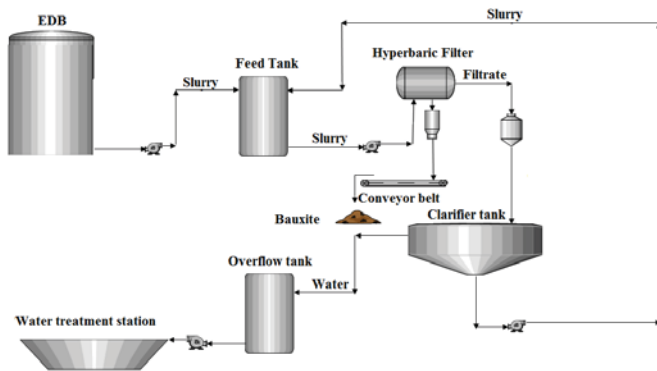 EDB
Slurry
Hyperbaric Filter
Feed Tank
Filtrate
Slurry
Slurry
Conveyor belt
Bauxite
Clarifier tank
Overflow tank
Water
Water treatment station